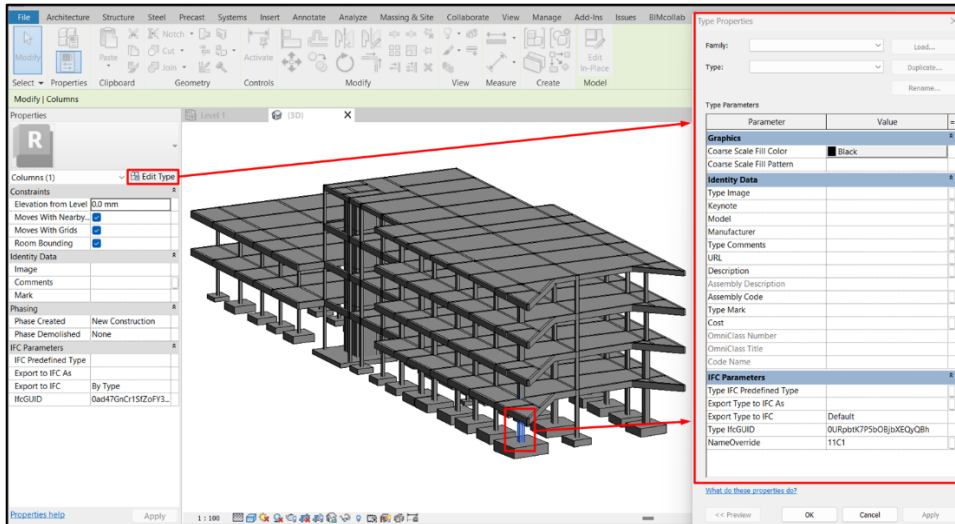 File Architecture Structure Steel Precast Systems Insert Annotate Analyze Massing & Site Collaborate View Manage Add-Ins Issues BIMcollab
Modify
Paste
Notch
Cut
Join
Activate
Edit
In-Place
Select Properties Clipboard Geometry Controls Modify View Measure Create Model
Modify | Columns
Properties
R
Columns (1)
Edit Type
Constraints
Elevation from Level 0.0 mm
Moves With Nearby...
Moves With Grids
Room Bounding
Identity Data
Image
Comments
Mark
Phasing
Phase Created New Construction
Phase Demolished None
IFC Parameters
IFC Predefined Type
Export to IFC As
Export to IFC By Type
IfcGUID 0ad47GnCr1SfZoFY3...
Properties help Apply
Level 1
(3D) X
1 : 100
Type Properties
Family: Load...
Type: Duplicate...
Rename...
Type Parameters
Parameter Value =
Graphics
Coarse Scale Fill Color Black
Coarse Scale Fill Pattern
Identity Data
Type Image
Keynote
Model
Manufacturer
Type Comments
URL
Description
Assembly Description
Assembly Code
Type Mark
Cost
OmniClass Number
OmniClass Title
Code Name
IFC Parameters
Type IFC Predefined Type
Export Type to IFC As
Export Type to IFC Default
Type IfcGUID 0URpbtK7P5bOBjbXEQyQBh
NameOverride 11C1
What do these properties do?
<< Preview OK Cancel Apply